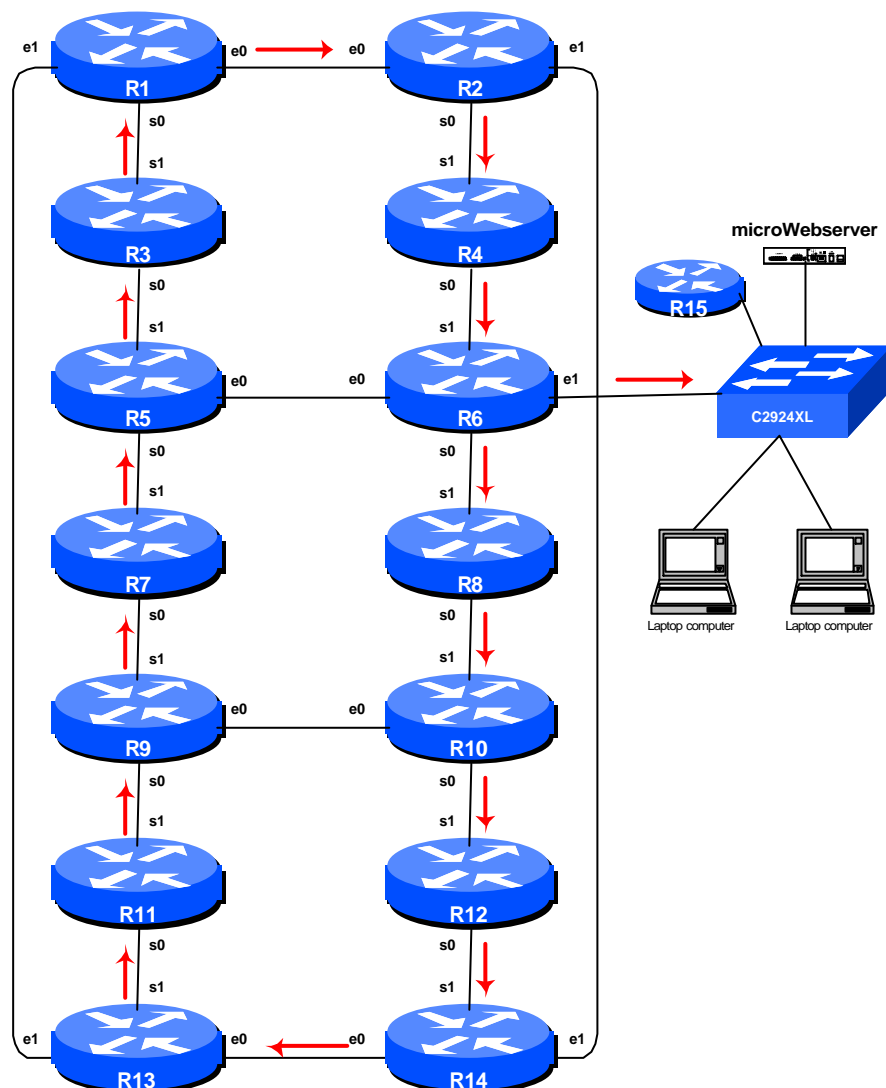 e1 e0 e0 e1
R1 R2
s0 s0
s1 s1
R3 R4
microWebserver
s0 s0
R15
s1 s1
e0 e0 e1
R5 R6
C2924XL
s0 s0
s1 s1
R7 R8
s0 s0
Laptop computer Laptop computer
s1 s1
e0 e0
R9 R10
s0 s0
s1 s1
R11 R12
s0 s0
s1 s1
e1 e0 e0 e1
R13 R14